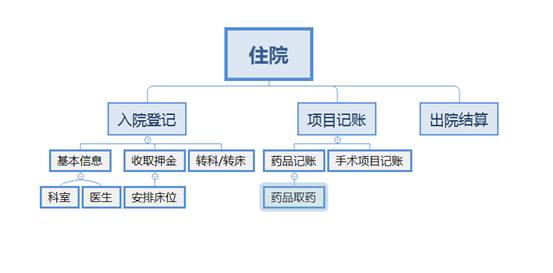 住院
入院登记
项目记账
出院结算
基本信息
收取押金
转科/转床
药品记账
手术项目记账
科室
医生
安排床位
药品取药